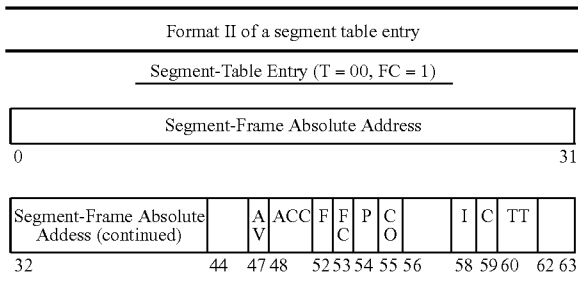 Format II of a segment table entry
Segment-Table Entry (T = 00, FC = 1)
Segment-Frame Absolute Address
0 31
Segment-Frame Absolute A ACC F F P C I C TT
Addess (continued) V C O
32 44 47 48 52 53 54 55 56 58 59 60 62 63